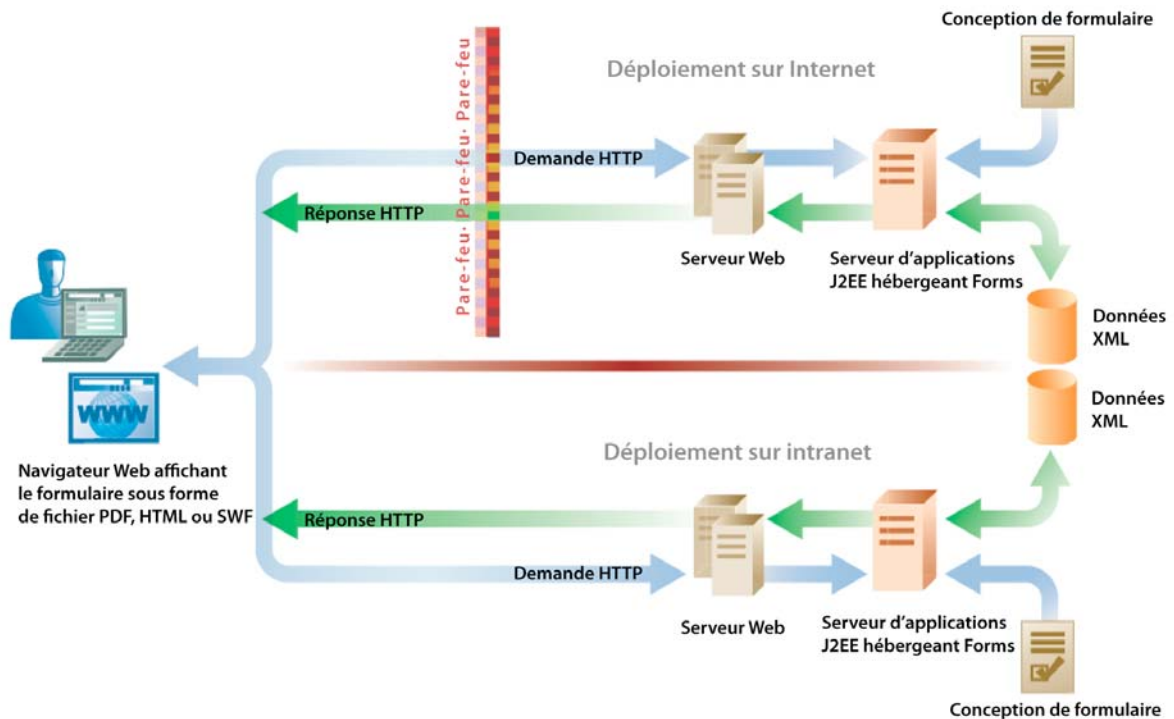 Conception de formulaire
Déploiement sur Internet
Pare-feu· Pare-feu· Pare-feu
Demande HTTP
Réponse HTTP
Serveur Web
Serveur d'applications
J2EE hébergeant Forms
Données
XML
Données
XML
WWW
Navigateur Web affichant
le formulaire sous forme
de fichier PDF, HTML ou SWF
Déploiement sur intranet
Réponse HTTP
Demande HTTP
Serveur Web
Serveur d'applications
J2EE hébergeant Forms
Conception de formulaire